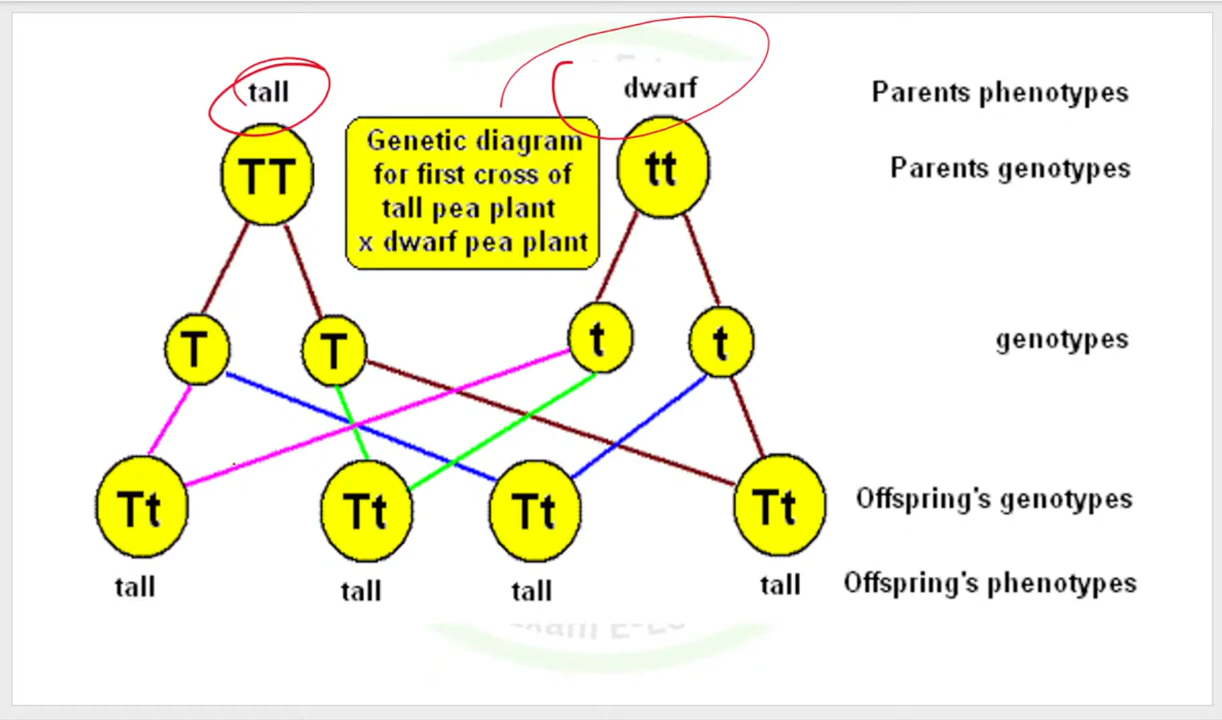 tall
dwarf
Parents phenotypes
Genetic diagram
for first cross of
tall pea plant
x dwarf pea plant
TT
tt
Parents genotypes
T
T
t
t
genotypes
Tt
Tt
Tt
Tt
Offspring's genotypes
tall
tall
tall
tall
Offspring's phenotypes